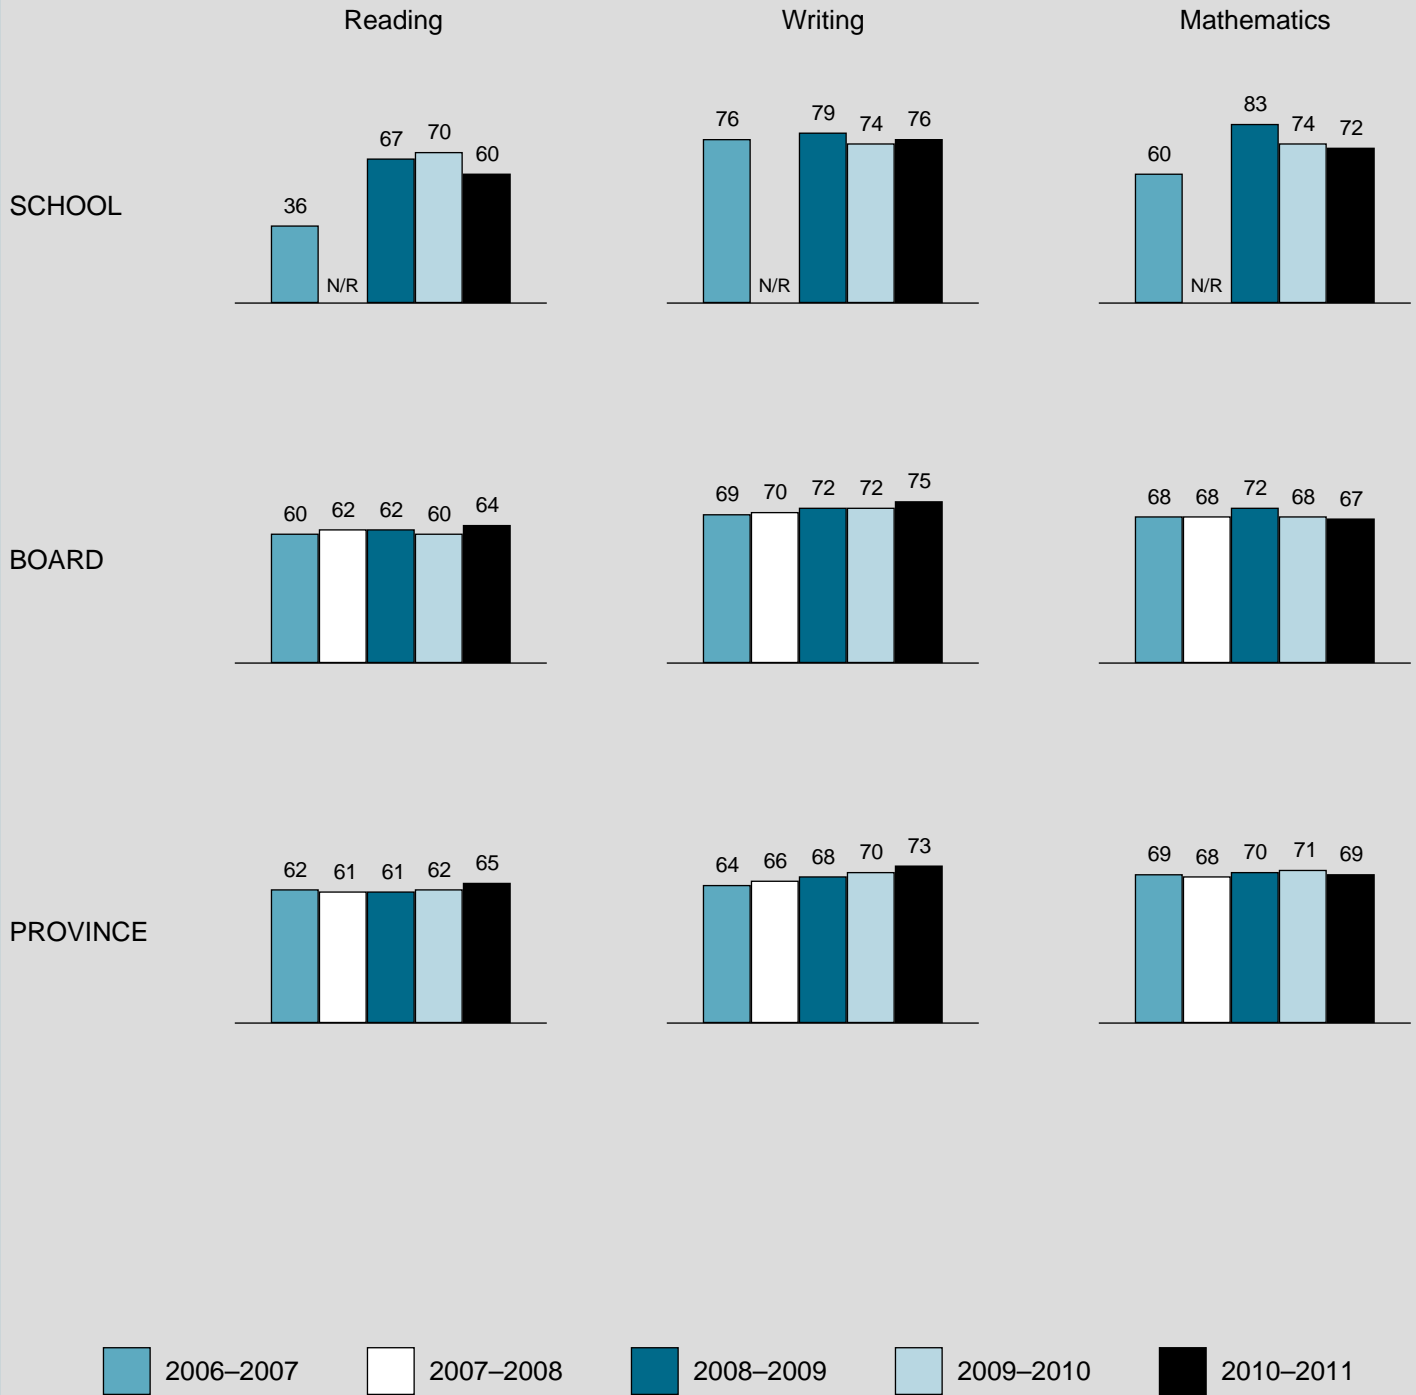 Reading Writing Mathematics
SCHOOL
36 N/R 67 70 60
76 N/R 79 74 76
60 N/R 83 74 72
BOARD
60 62 62 60 64
69 70 72 72 75
68 68 72 68 67
PROVINCE
62 61 61 62 65
64 66 68 70 73
69 68 70 71 69
2006–2007 2007–2008 2008–2009 2009–2010 2010–2011